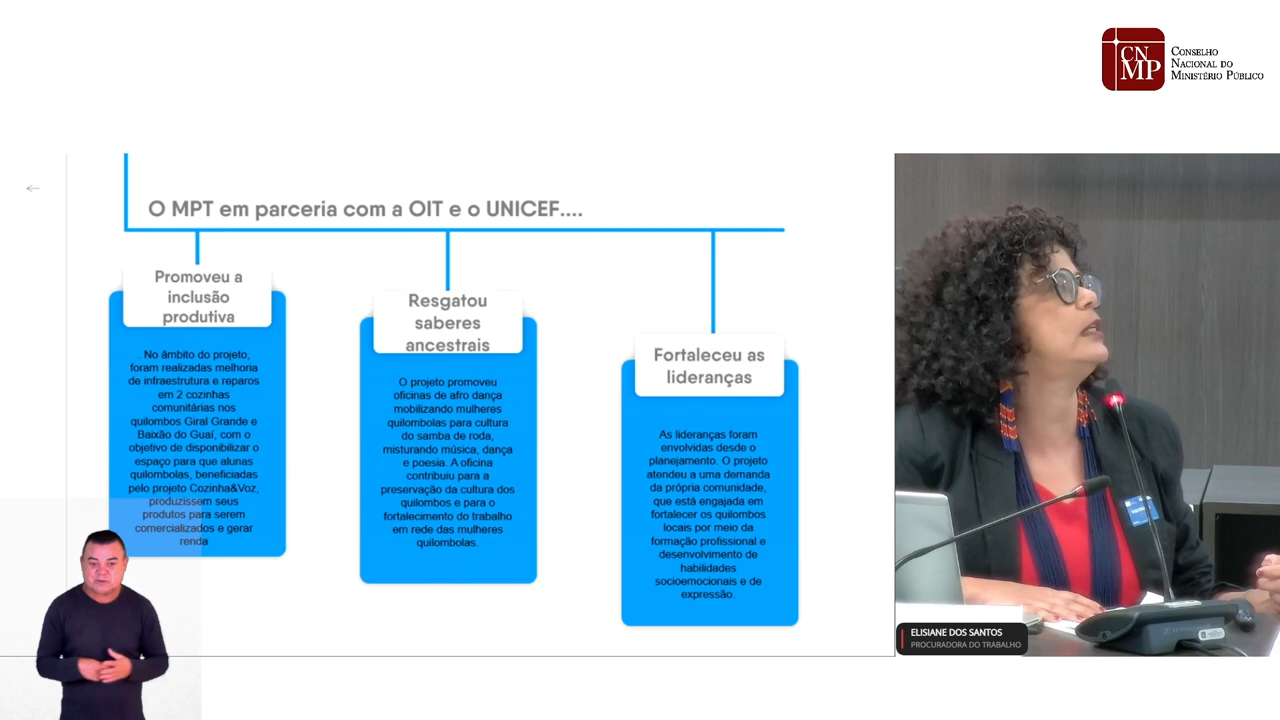 CN
MP
CONSELHO
NACIONAL DO
MINISTÉRIO PÚBLICO
O MPT em parceria com a OIT e o UNICEF....
Promoveu a
inclusão
produtiva
. No âmbito do projeto,
foram realizadas melhoria
de infraestrutura e reparos
em 2 cozinhas
comunitárias nos
quilombos Giral Grande e
Baixão do Guaí, com o
objetivo de disponibilizar o
espaço para que alunas
quilombolas, beneficiadas
pelo projeto Cozinha&Voz,
produzissem seus
produtos para serem
comercializados e gerar
renda
Resgatou
saberes
ancestrais
O projeto promoveu
oficinas de afro dança
mobilizando mulheres
quilombolas para cultura
do samba de roda,
misturando música, dança
e poesia. A oficina
contribuiu para a
preservação da cultura dos
quilombos e para o
fortalecimento do trabalho
em rede das mulheres
quilombolas.
Fortaleceu as
lideranças
As lideranças foram
envolvidas desde o
planejamento. O projeto
atendeu a uma demanda
da própria comunidade,
que está engajada em
fortalecer os quilombos
locais por meio da
formação profissional e
desenvolvimento de
habilidades
socioemocionais e de
expressão.
ELISIANE DOS SANTOS
PROCURADORA DO TRABALHO